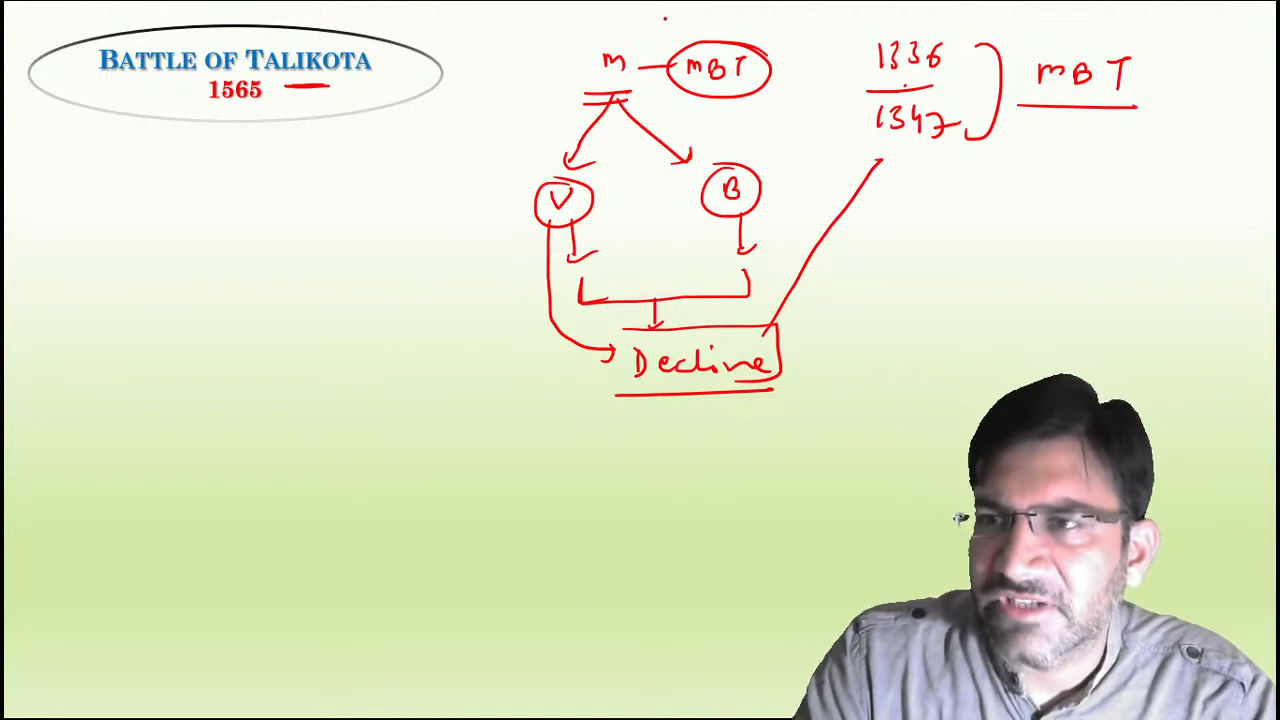 BATTLE OF TALIKOTA
1565
m — mBT
1336
1347
mBT
V
B
Decline